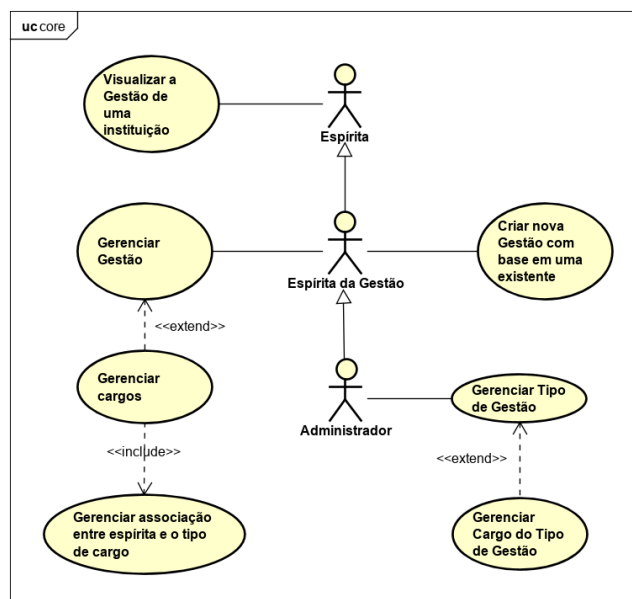 uc core
Visualizar a
Gestão de
uma
instituição
Espírita
Gerenciar
Gestão
Espírita da Gestão
Criar nova
Gestão com
base em uma
existente
<<extend>>
Gerenciar
cargos
Administrador
Gerenciar Tipo
de Gestão
<<include>>
<<extend>>
Gerenciar associação
entre espírita e o tipo
de cargo
Gerenciar
Cargo do Tipo
de Gestão